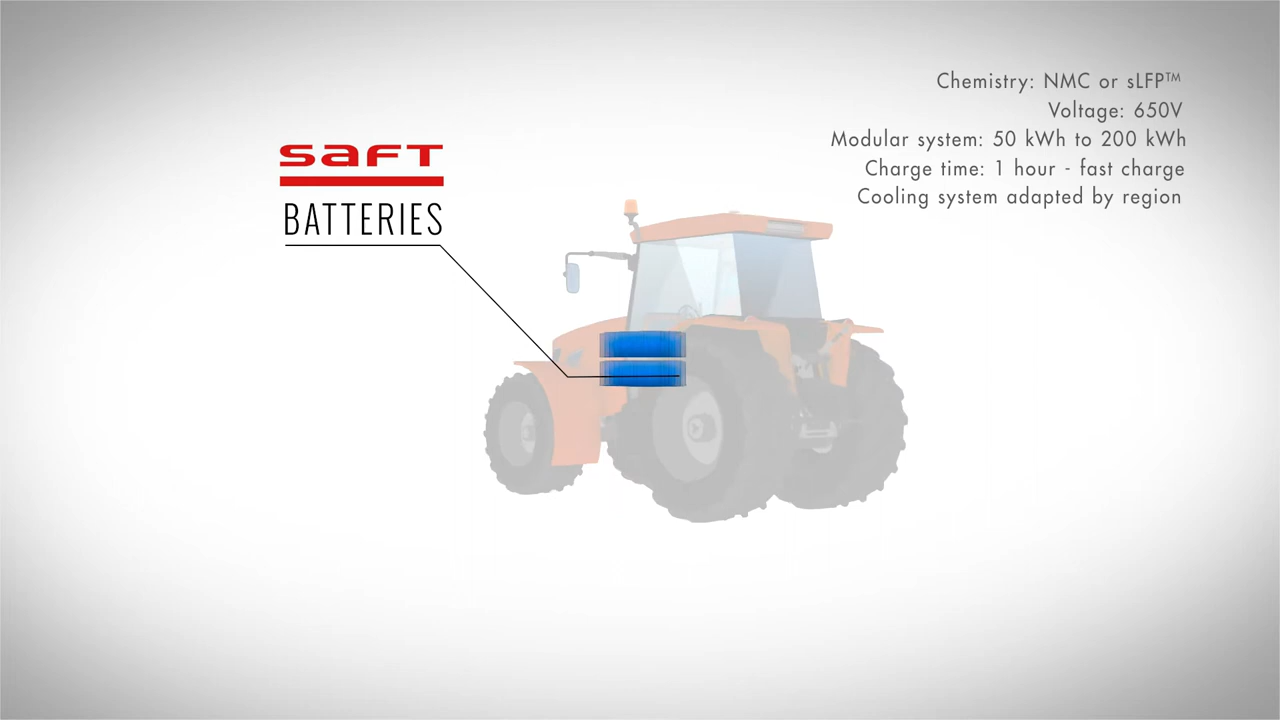 saFT
BATTERIES
Chemistry: NMC or sLFP™
Voltage: 650V
Modular system: 50 kWh to 200 kWh
Charge time: 1 hour - fast charge
Cooling system adapted by region